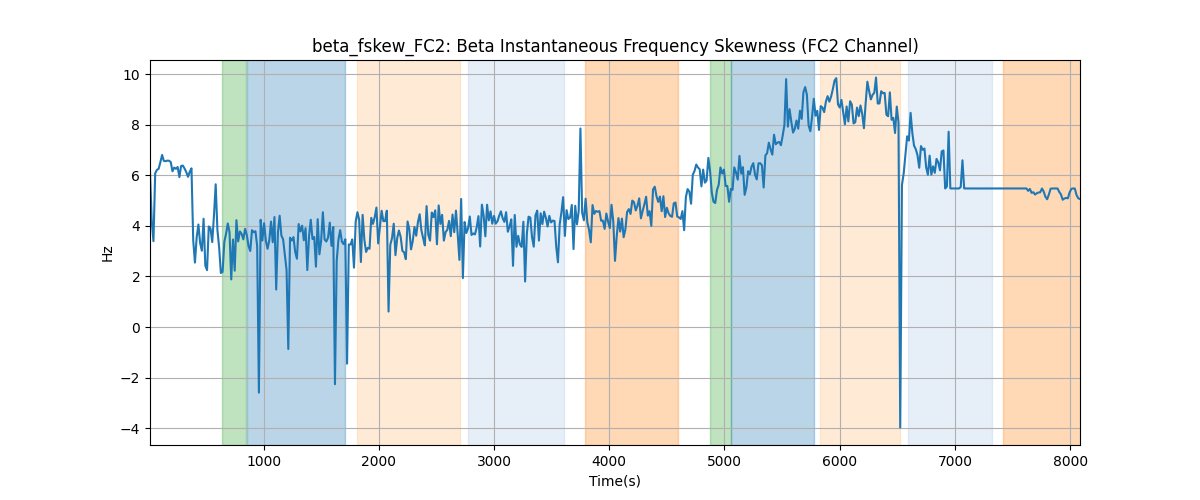 beta_fskew_FC2: Beta Instantaneous Frequency Skewness (FC2 Channel)
10
8
6
4
2
0
−2
−4
Hz
1000 2000 3000 4000 5000 6000 7000 8000
Time(s)